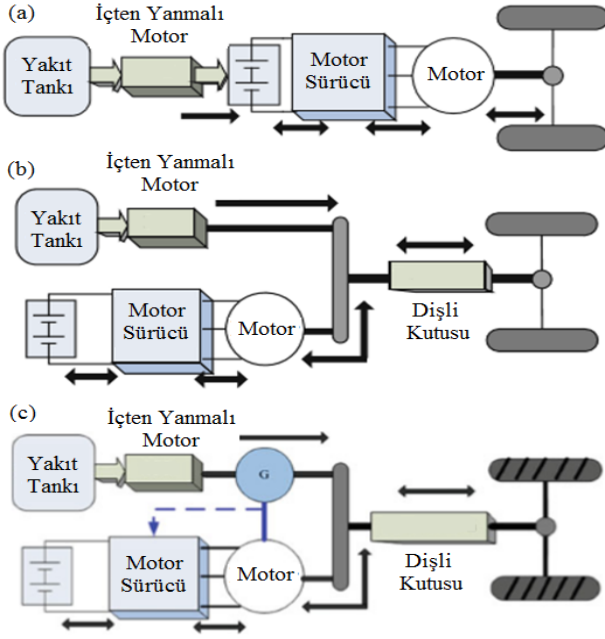 (a)
İçten Yanmalı
Motor
Yakıt
Tankı
Motor
Sürücü
Motor
(b)
İçten Yanmalı
Motor
Yakıt
Tankı
Motor
Sürücü
Motor
Dişli
Kutusu
(c)
İçten Yanmalı
Motor
Yakıt
Tankı
G
Motor
Sürücü
Motor
Dişli
Kutusu